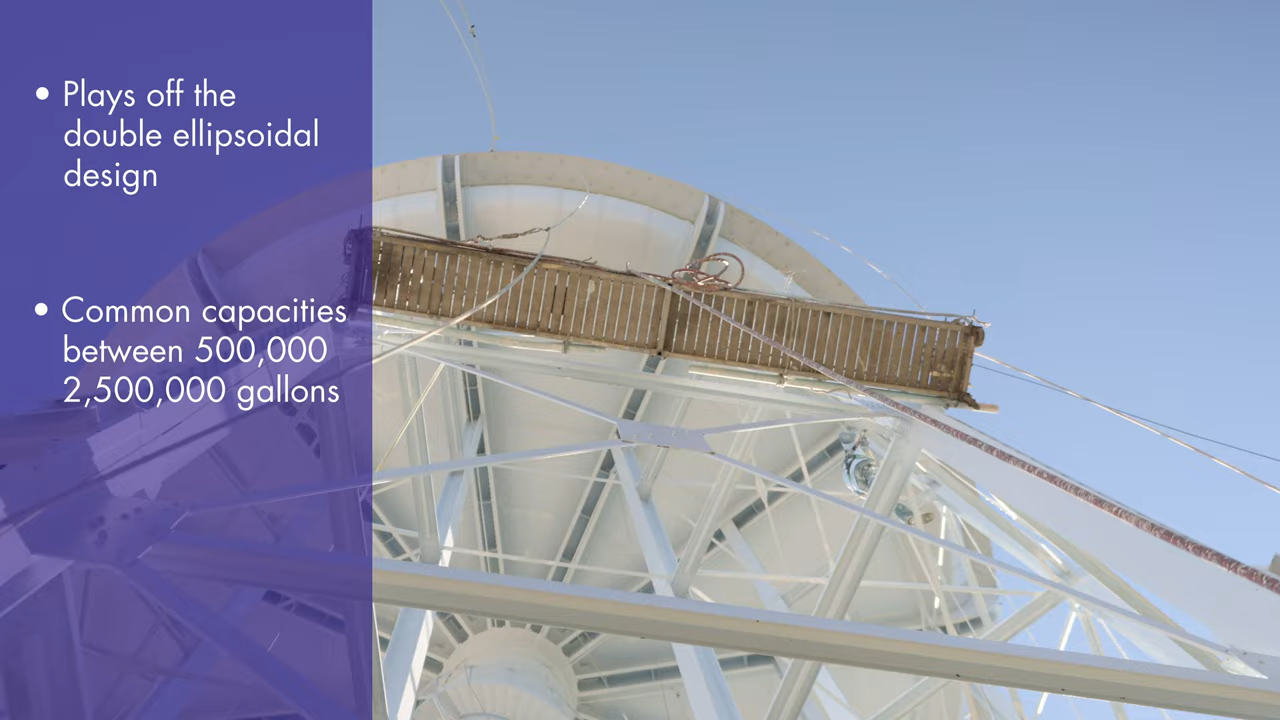 • Plays off the
double ellipsoidal
design
• Common capacities
between 500,000
2,500,000 gallons